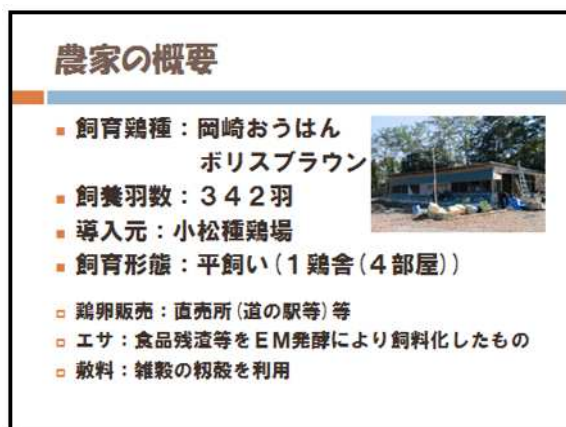 農家の概要
飼育鶏種：岡崎おうはん
ボリスブラウン
飼養羽数：３４２羽
導入元：小松種鶏場
飼育形態：平飼い(１鶏舎(４部屋))
鶏卵販売：直売所(道の駅等)等
エサ：食品残渣等をＥＭ発酵により飼料化したもの
敷料：雑穀の籾殻を利用